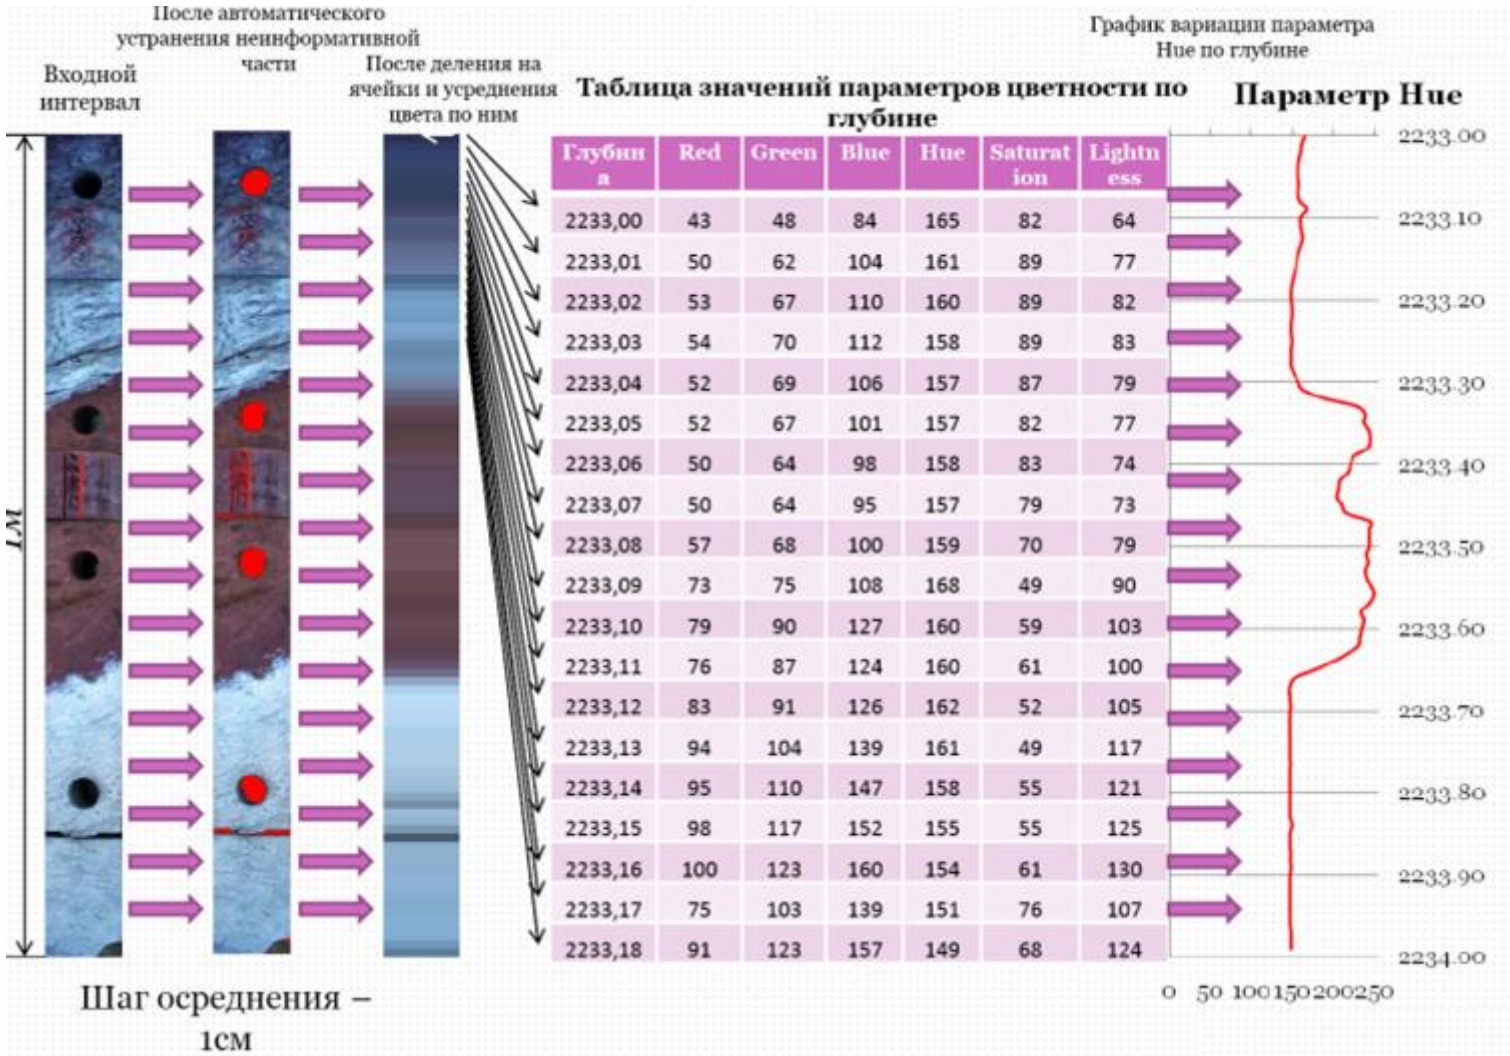 После автоматического
устранения неинформативной
части
Входной
интервал
После деления на
ячейки и усреднения
цвета по ним
Таблица значений параметров цветности по
глубине
График вариации параметра
Hue по глубине
Параметр Hue
1м
Глубин
а
Red
Green
Blue
Hue
Saturat
ion
Lightn
ess
2233,00 43 48 84 165 82 64
2233,01 50 62 104 161 89 77
2233,02 53 67 110 160 89 82
2233,03 54 70 112 158 89 83
2233,04 52 69 106 157 87 79
2233,05 52 67 101 157 82 77
2233,06 50 64 98 158 83 74
2233,07 50 64 95 157 79 73
2233,08 57 68 100 159 70 79
2233,09 73 75 108 168 49 90
2233,10 79 90 127 160 59 103
2233,11 76 87 124 160 61 100
2233,12 83 91 126 162 52 105
2233,13 94 104 139 161 49 117
2233,14 95 110 147 158 55 121
2233,15 98 117 152 155 55 125
2233,16 100 123 160 154 61 130
2233,17 75 103 139 151 76 107
2233,18 91 123 157 149 68 124
2233.00
2233.10
2233.20
2233.30
2233.40
2233.50
2233.60
2233.70
2233.80
2233.90
2234.00
0 50 100 150 200 250
Шаг осреднения –
1см